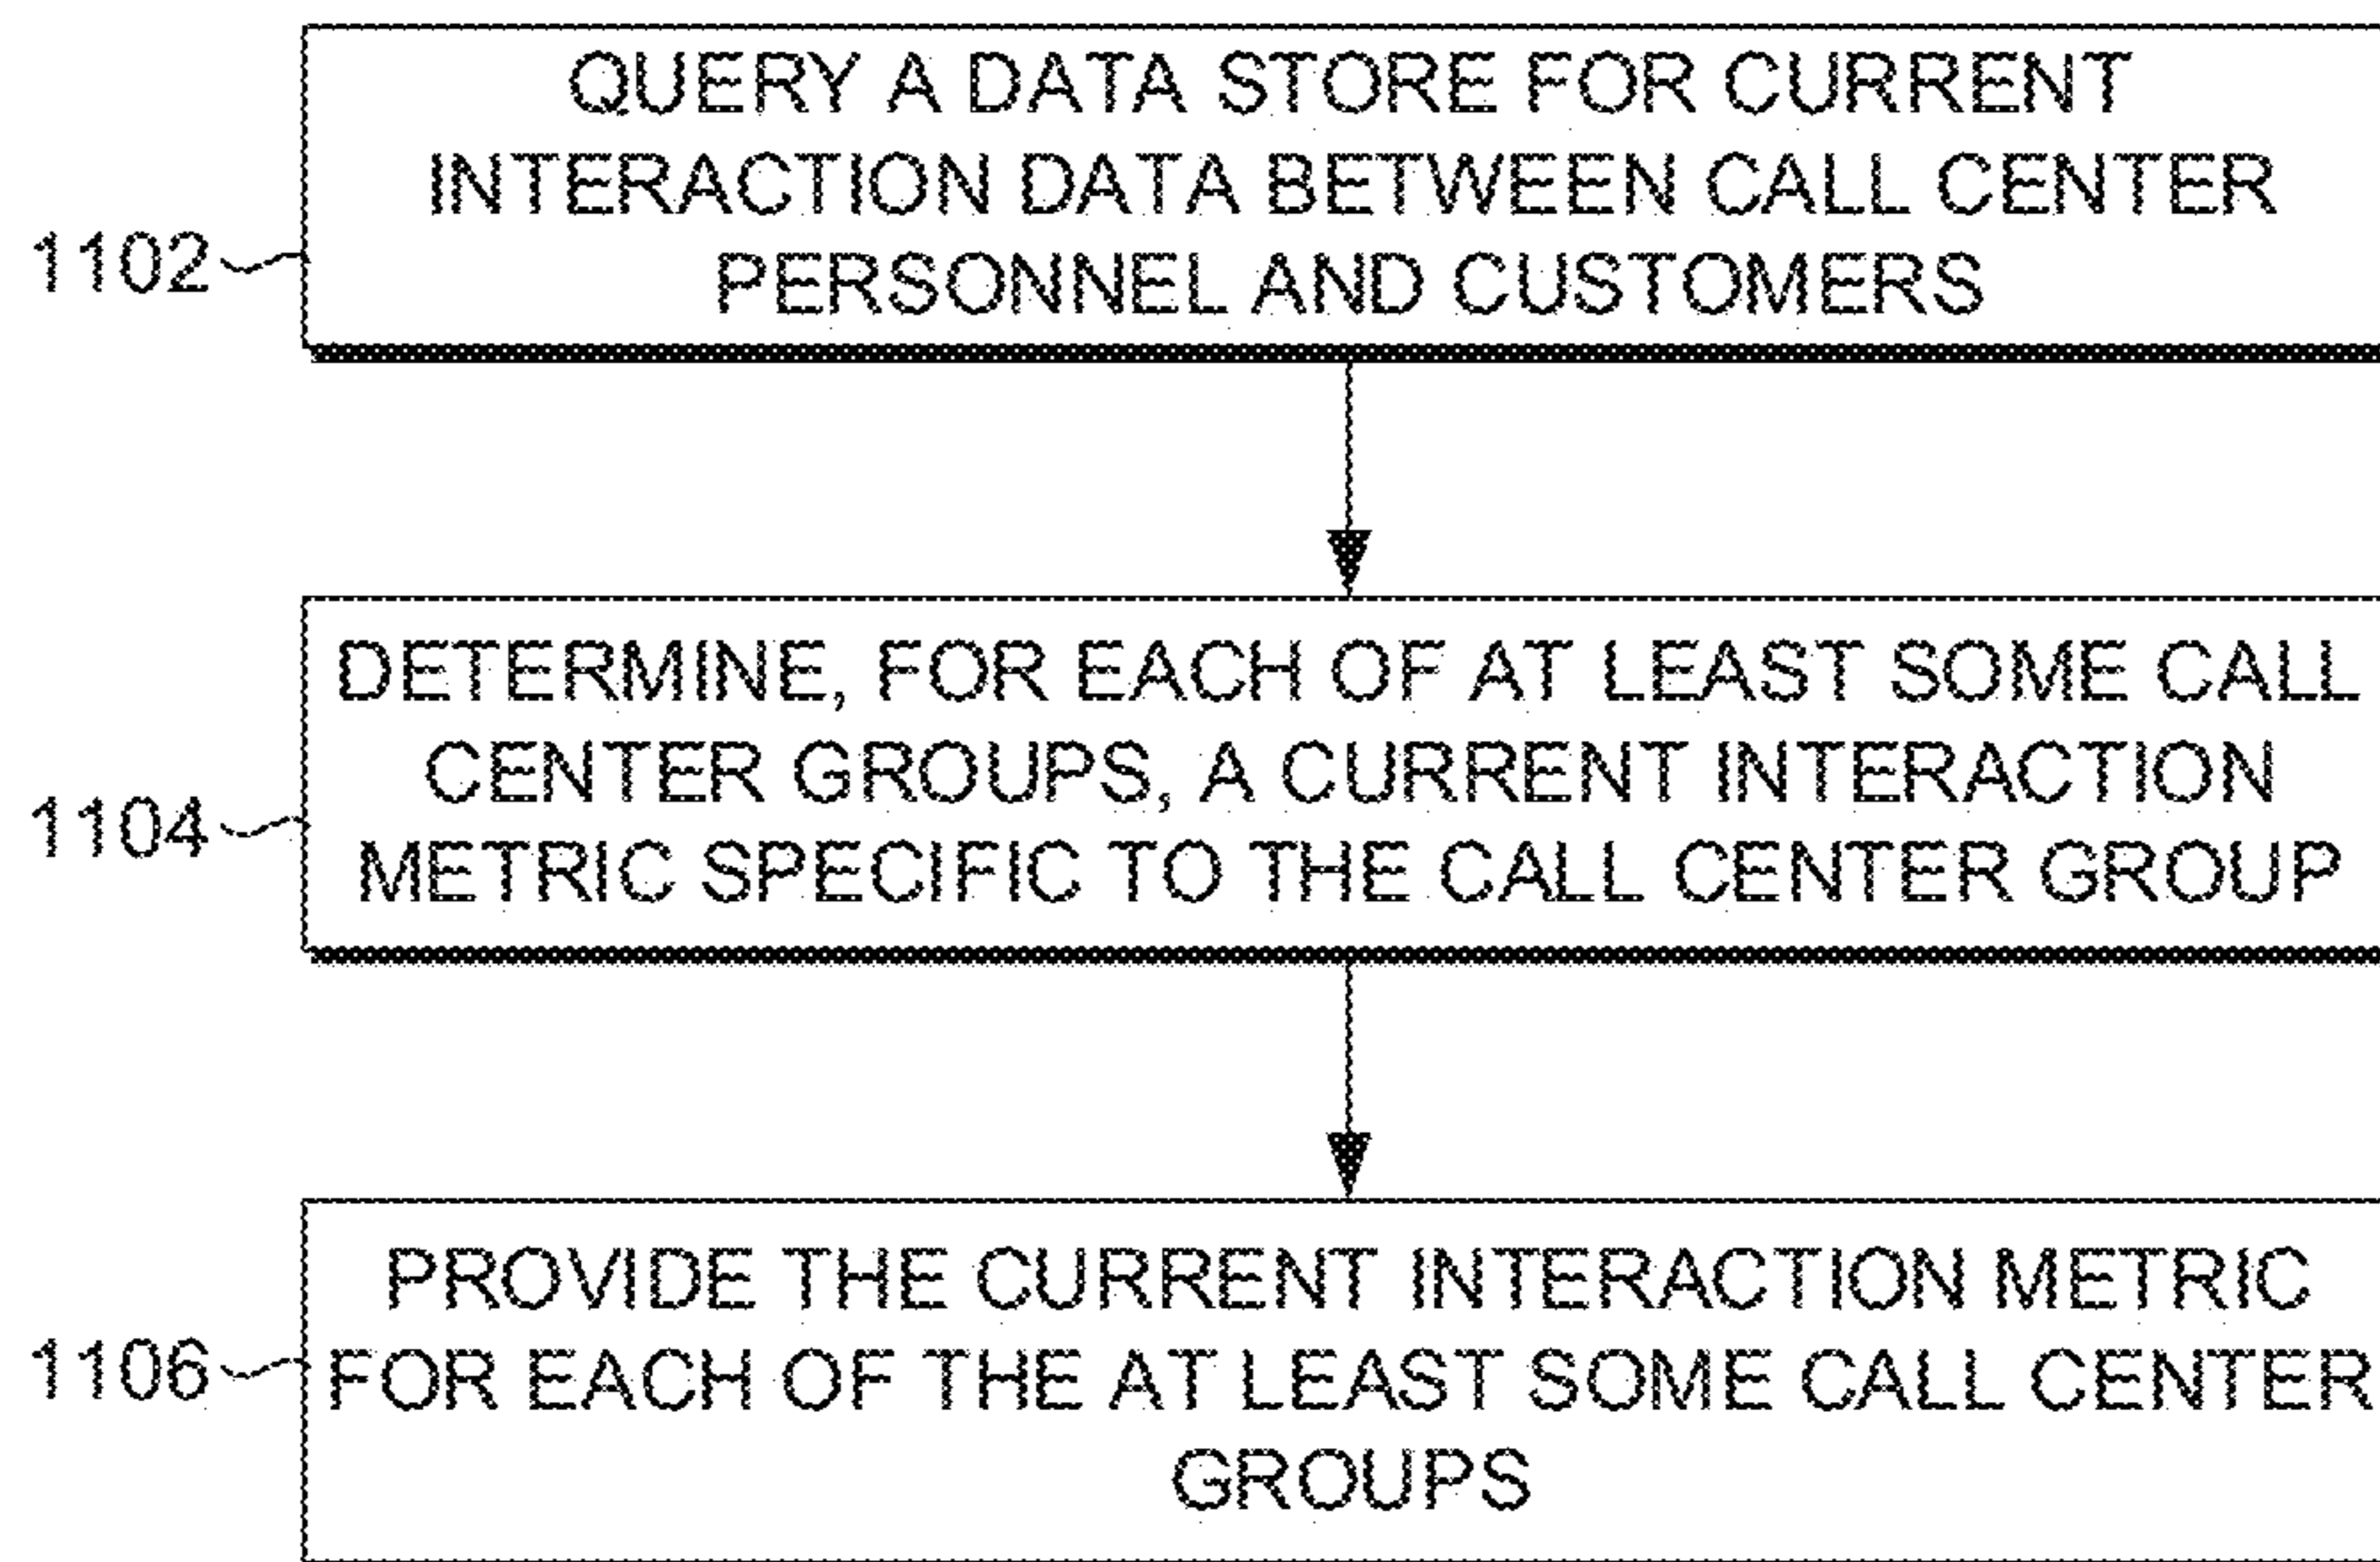 QUERY A DATA STORE FOR CURRENT
INTERACTION DATA BETWEEN CALL CENTER
PERSONNEL AND CUSTOMERS
1102
DETERMINE, FOR EACH OF AT LEAST SOME CALL
CENTER GROUPS, A CURRENT INTERACTION
METRIC SPECIFIC TO THE CALL CENTER GROUP
1104
PROVIDE THE CURRENT INTERACTION METRIC
FOR EACH OF THE AT LEAST SOME CALL CENTER
GROUPS
1106